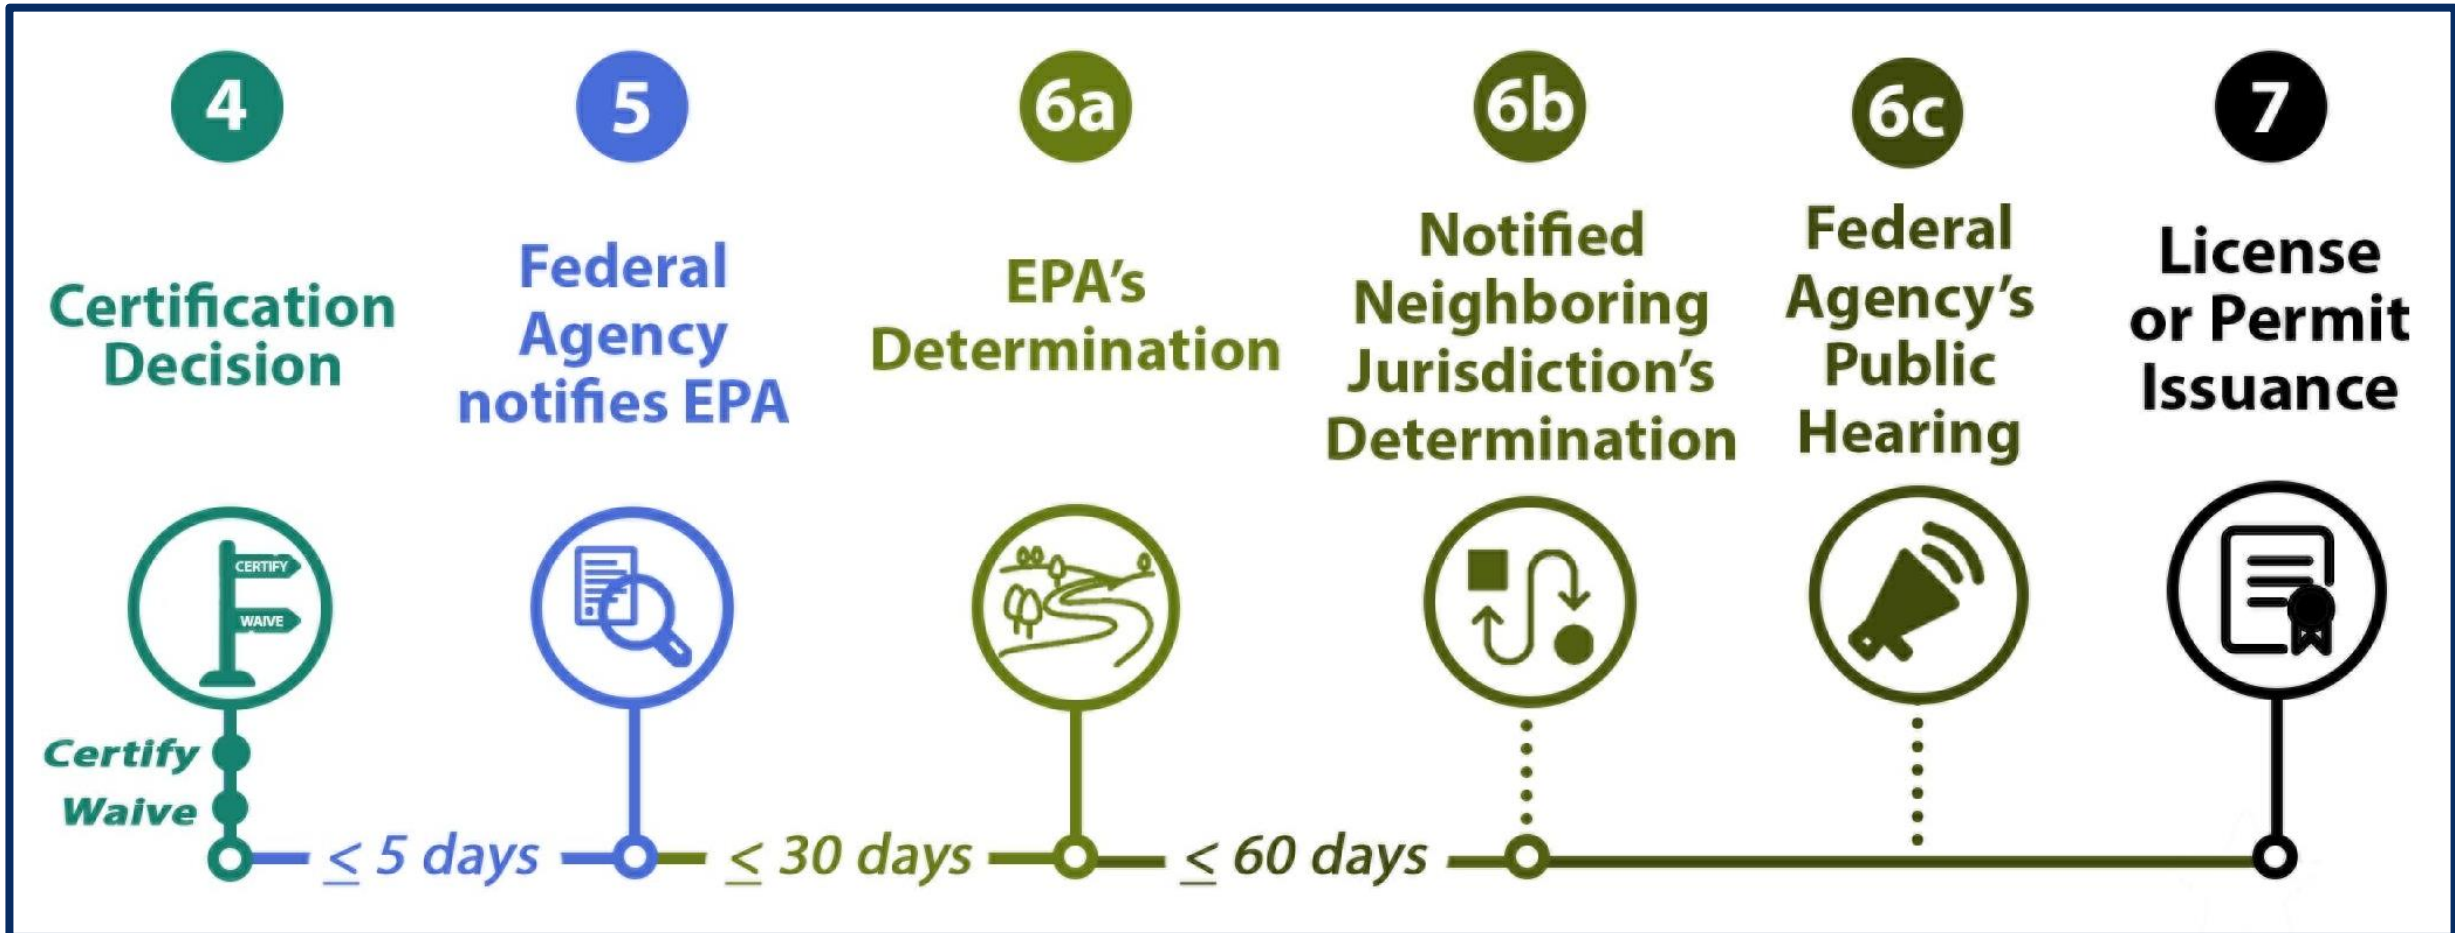 4
Certification
Decision
CERTIFY
WAIVE
Certify
Waive
≤ 5 days
5
Federal
Agency
notifies EPA
≤ 30 days
6a
EPA’s
Determination
≤ 60 days
6b
Notified
Neighboring
Jurisdiction’s
Determination
6c
Federal
Agency’s
Public
Hearing
7
License
or Permit
Issuance